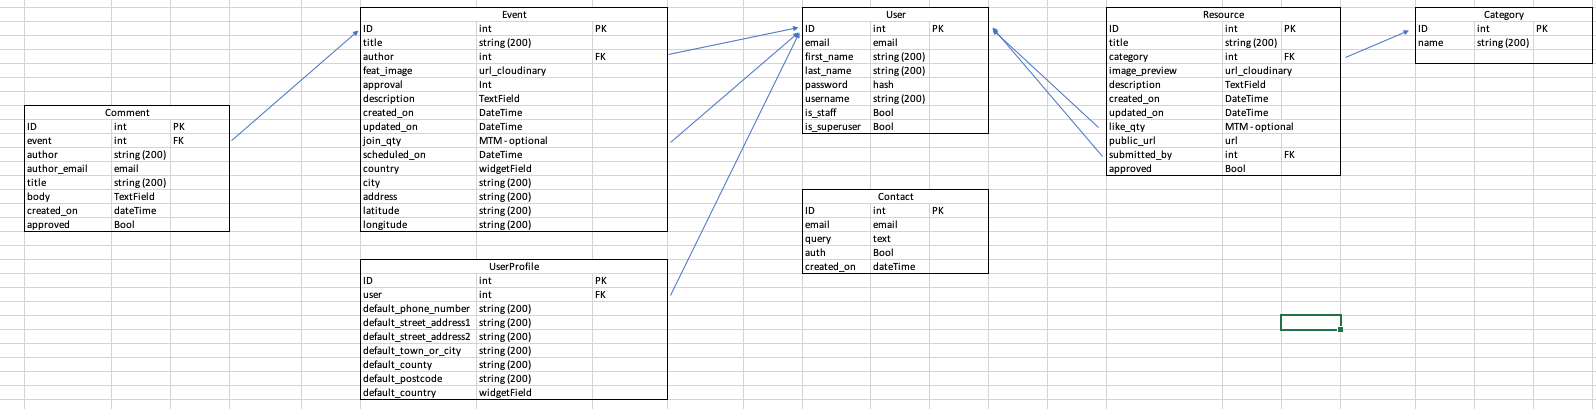 Event
ID int PK
title string (200)
author int FK
feat_image url_cloudinary
approval Int
description TextField
created_on DateTime
updated_on DateTime
join_qty MTM - optional
scheduled_on DateTime
country widgetField
city string (200)
address string (200)
latitude string (200)
longitude string (200)
User
ID int PK
email email
first_name string (200)
last_name string (200)
password hash
username string (200)
is_staff Bool
is_superuser Bool
Resource
ID int PK
title string (200)
category int FK
image_preview url_cloudinary
description TextField
created_on DateTime
updated_on DateTime
like_qty MTM - optional
public_url url
submitted_by int FK
approved Bool
Category
ID int PK
name string (200)
Comment
ID int PK
event int FK
author string (200)
author_email email
title string (200)
body TextField
created_on dateTime
approved Bool
Contact
ID int PK
email email
query text
auth Bool
created_on dateTime
UserProfile
ID int PK
user int FK
default_phone_number string (200)
default_street_address1 string (200)
default_street_address2 string (200)
default_town_or_city string (200)
default_county string (200)
default_postcode string (200)
default_country widgetField